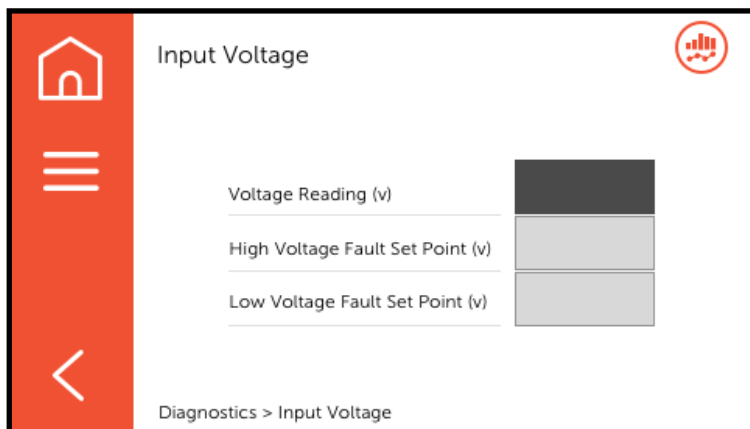 Input Voltage
Voltage Reading (v)
High Voltage Fault Set Point (v)
Low Voltage Fault Set Point (v)
Diagnostics > Input Voltage